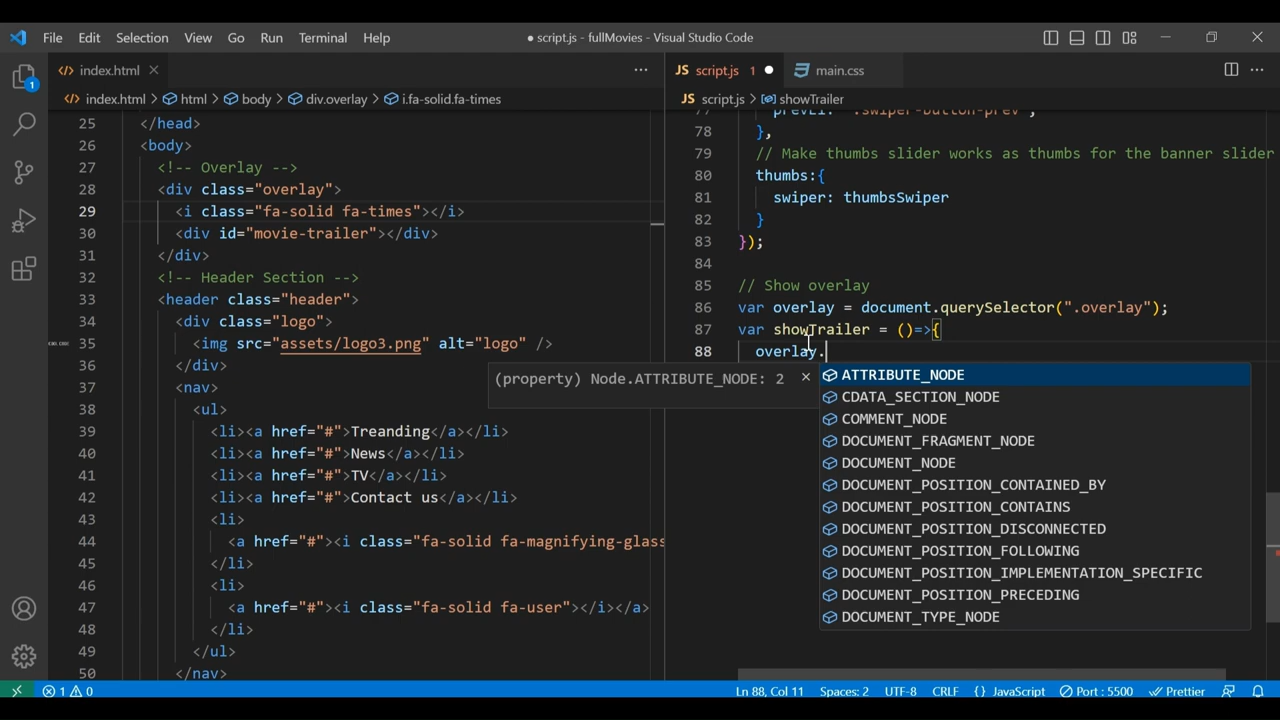 File Edit Selection View Go Run Terminal Help
● script.js - fullMovies - Visual Studio Code
1
index.html
index.html > html > body > div.overlay > i.fa-solid.fa-times
25 </head>
26 <body>
27 <!-- Overlay -->
28 <div class="overlay">
29 <i class="fa-solid fa-times"></i>
30 <div id="movie-trailer"></div>
31 </div>
32 <!-- Header Section -->
33 <header class="header">
34 <div class="logo">
35 <img src="assets/logo3.png" alt="logo" />
36 </div>
37 <nav>
38 <ul>
39 <li><a href="#">Treanding</a></li>
40 <li><a href="#">News</a></li>
41 <li><a href="#">TV</a></li>
42 <li><a href="#">Contact us</a></li>
43 <li>
44 <a href="#"><i class="fa-solid fa-magnifying-glass
45 </li>
46 <li>
47 <a href="#"><i class="fa-solid fa-user"></i></a>
48 </li>
49 </ul>
50 </nav>
JS script.js 1 ● main.css
JS script.js > showTrailer
77 prevEl: ".swiper-button-prev",
78 },
79 // Make thumbs slider works as thumbs for the banner slider
80 thumbs:{
81 swiper: thumbsSwiper
82 }
83 });
84
85 // Show overlay
86 var overlay = document.querySelector(".overlay");
87 var showTrailer = ()=>{
88 overlay.
(property) Node.ATTRIBUTE_NODE: 2
ATTRIBUTE_NODE
CDATA_SECTION_NODE
COMMENT_NODE
DOCUMENT_FRAGMENT_NODE
DOCUMENT_NODE
DOCUMENT_POSITION_CONTAINED_BY
DOCUMENT_POSITION_CONTAINS
DOCUMENT_POSITION_DISCONNECTED
DOCUMENT_POSITION_FOLLOWING
DOCUMENT_POSITION_IMPLEMENTATION_SPECIFIC
DOCUMENT_POSITION_PRECEDING
DOCUMENT_TYPE_NODE
1 0 Ln 88, Col 11 Spaces: 2 UTF-8 CRLF {} JavaScript Port : 5500 Prettier